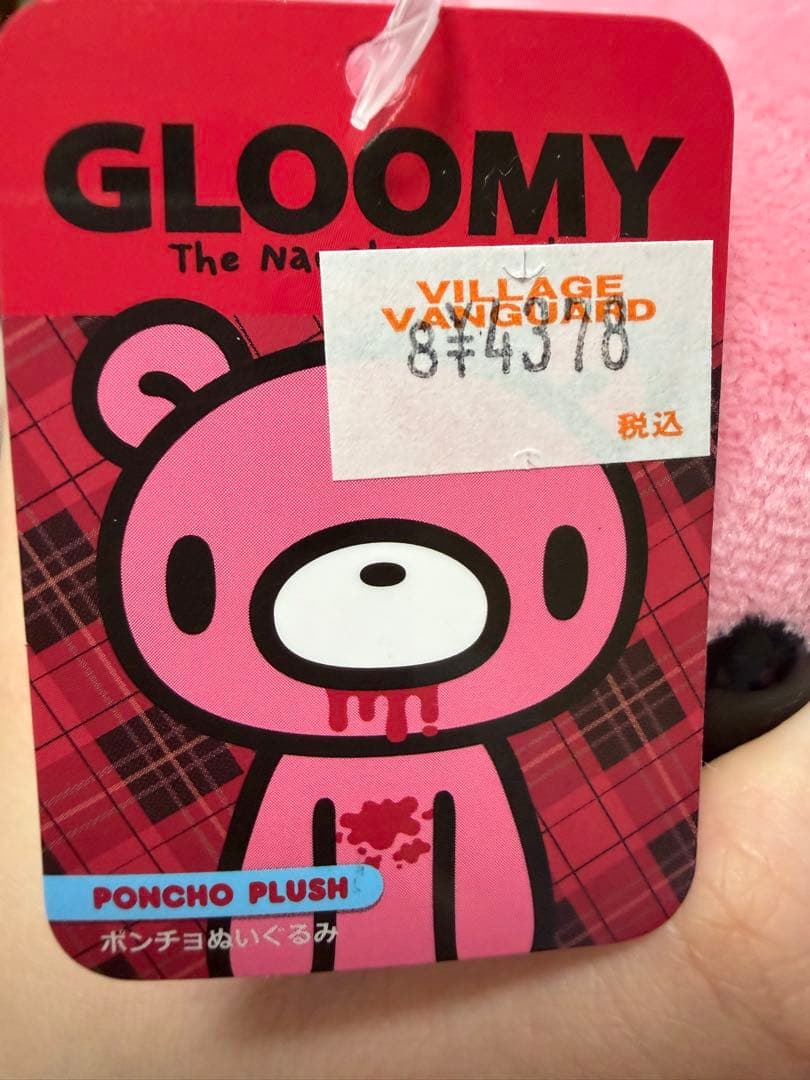 GLOOMY
The
VILLAGE
VANGUARD
8¥4378
税込
PONCHO PLUSH
ポンチョぬいぐるみ